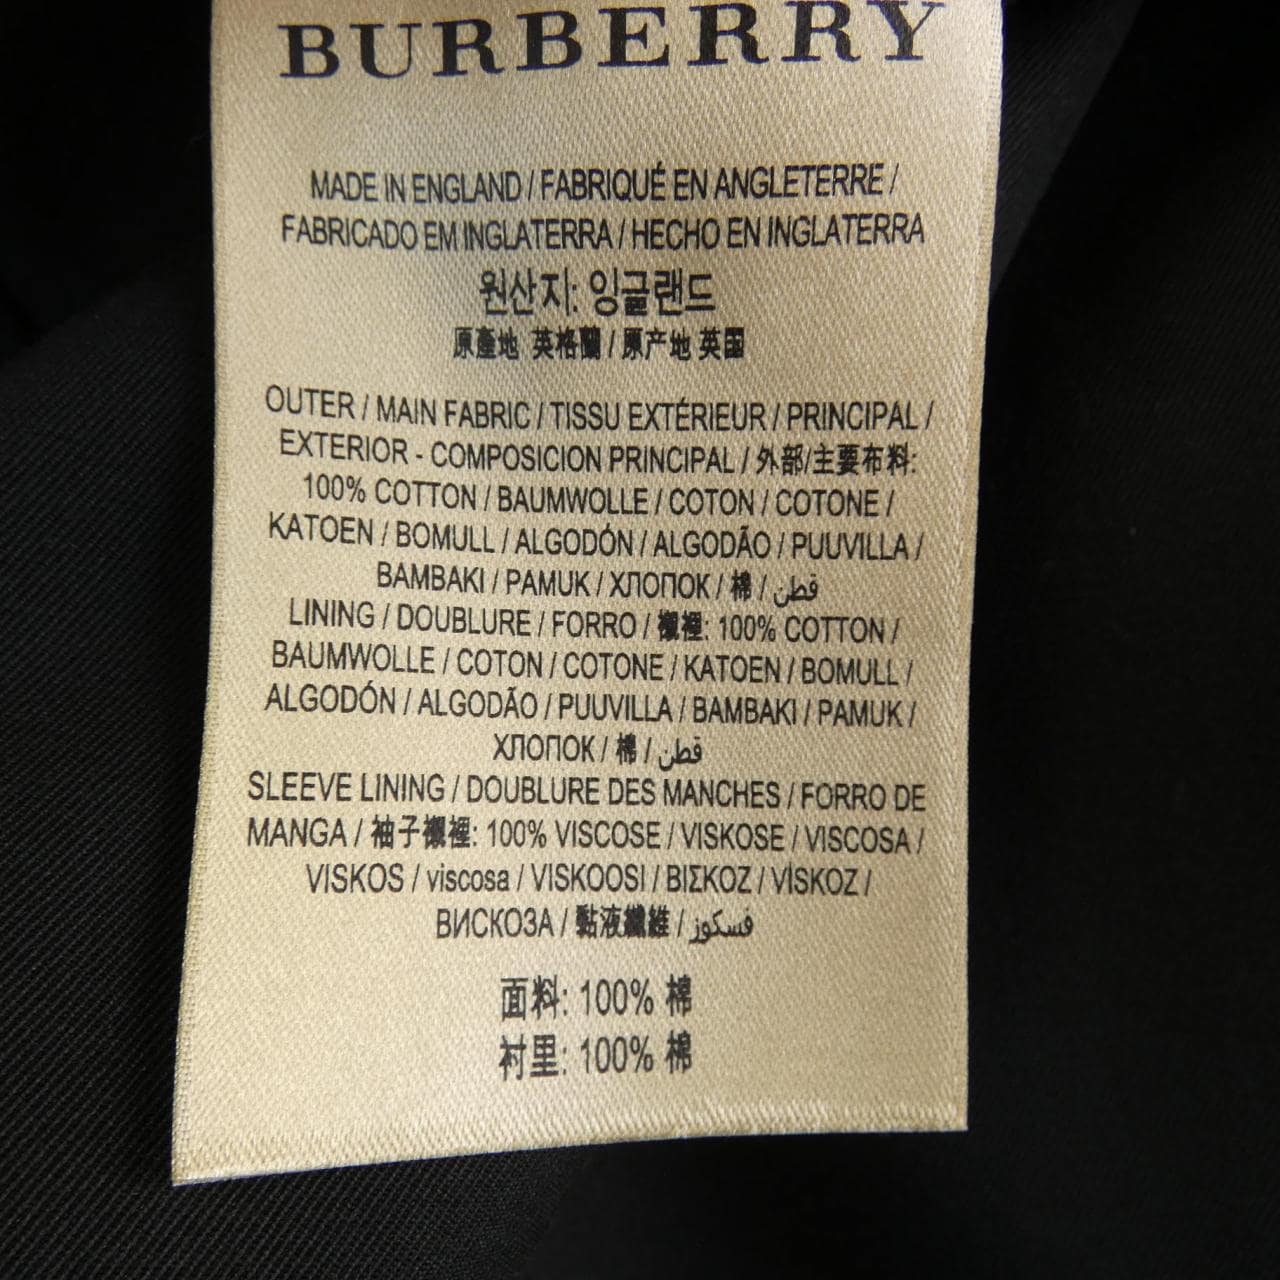 BURBERRY
MADE IN ENGLAND / FABRIQUÉ EN ANGLETERRE /
FABRICADO EM INGLATERRA / HECHO EN INGLATERRA
원산지: 잉글랜드
原產地 英格蘭 / 原产地 英国
OUTER / MAIN FABRIC / TISSU EXTÉRIEUR / PRINCIPAL /
EXTERIOR - COMPOSICION PRINCIPAL / 外部/主要布料:
100% COTTON / BAUMWOLLE / COTON / COTONE /
KATOEN / BOMULL / ALGODÓN / ALGODÃO / PUUVILLA /
BAMBAKI / PAMUK / ХЛОПОК / 棉 / قطن
LINING / DOUBLURE / FORRO / 襯裡: 100% COTTON /
BAUMWOLLE / COTON / COTONE / KATOEN / BOMULL /
ALGODÓN / ALGODÃO / PUUVILLA / BAMBAKI / PAMUK /
ХЛОПОК / 棉 / قطن
SLEEVE LINING / DOUBLURE DES MANCHES / FORRO DE
MANGA / 袖子襯裡: 100% VISCOSE / VISKOSE / VISCOSA /
VISKOS / viscosa / VISKOOSI / ΒΙΣΚΟΖ / VİSKOZ /
ВИСКОЗА / 黏液纖維 / فسكوز
面料: 100% 棉
衬里: 100% 棉